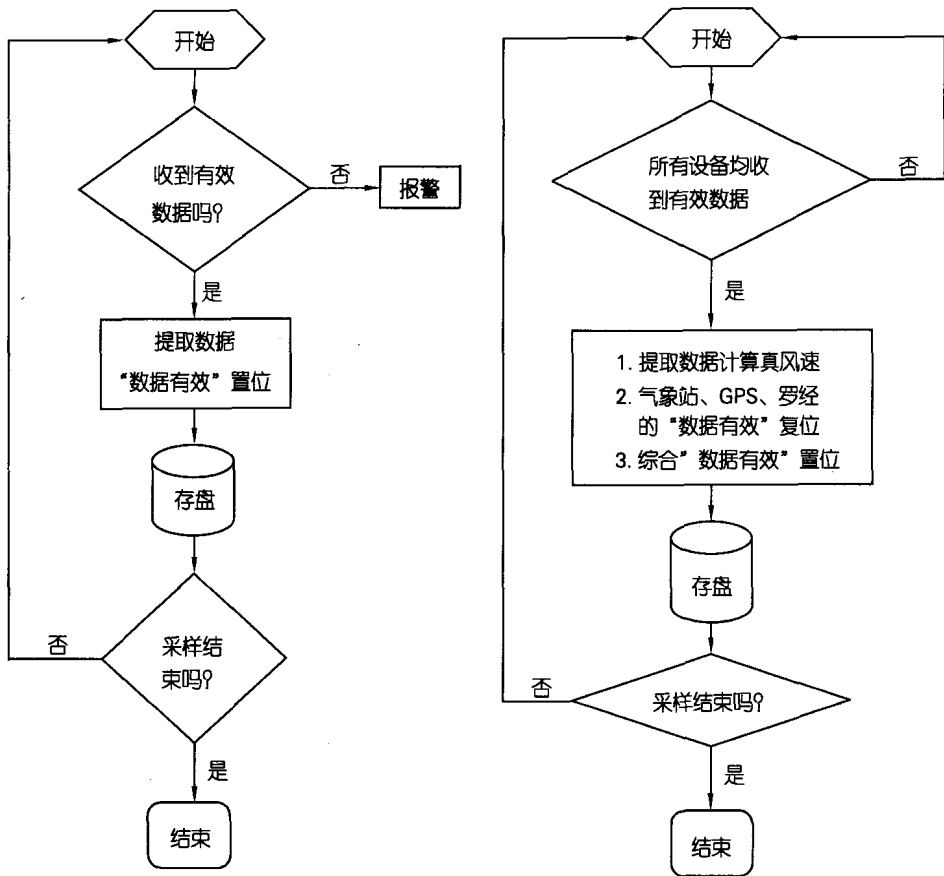 开始
收到有效
数据吗?
否
报警
是
提取数据
“数据有效”置位
存盘
否
采样结
束吗?
是
结束
开始
所有设备均收
到有效数据
否
是
1. 提取数据计算真风速
2. 气象站、GPS、罗经
的“数据有效”复位
3. 综合”数据有效”置位
存盘
否
采样结束吗?
是
结束